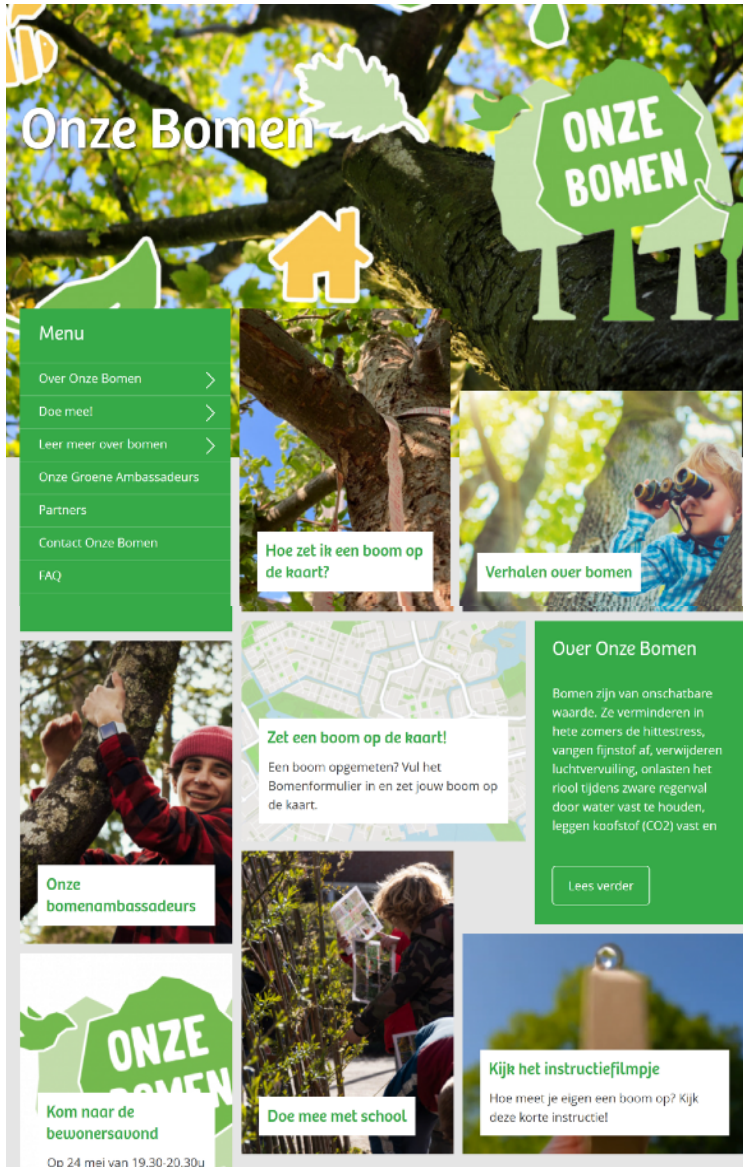 Onze Bomen
ONZE
BOMEN
Menu
Over Onze Bomen
Doe mee!
Leer meer over bomen
Onze Groene Ambassadeurs
Partners
Contact Onze Bomen
FAQ
Hoe zet ik een boom op
de kaart?
Verhalen over bomen
Onze
bomenambassadeurs
Zet een boom op de kaart!
Een boom opgemeten? Vul het
Bomenformulier in en zet jouw boom op
de kaart.
Over Onze Bomen
Bomen zijn van onschatbare
waarde. Ze verminderen in
hete zomers de hittestress,
vangen fijnstof af, verwijderen
luchtvervuiling, onlasten het
riool tijdens zware regenval
door water vast te houden,
leggen koofstof (CO2) vast en
Lees verder
ONZE
BOMEN
Kom naar de
bewonersavond
Op 24 mei van 19.30-20.30u
Doe mee met school
Kijk het instructiefilmpje
Hoe meet je eigen een boom op? Kijk
deze korte instructie!